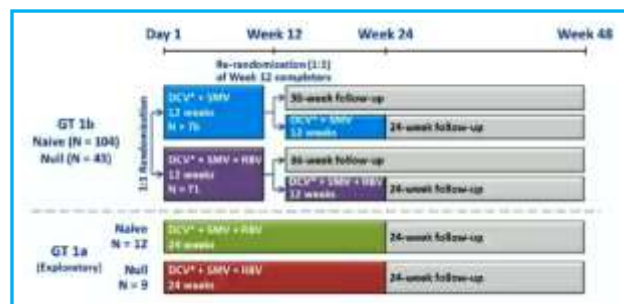 Day 1 Week 12 Week 24 Week 48
Re-randomization (1:1)
of Week 12 completers
GT 1b
Naive (N = 104)
Null (N = 43)
1:1 Randomization
DCV* + SMV
12 weeks
N = 76
36-week follow-up
DCV* + SMV
12 weeks
24-week follow-up
DCV* + SMV + RBV
12 weeks
N = 71
36-week follow-up
DCV* + SMV + RBV
12 weeks
24-week follow-up
GT 1a
(Exploratory)
Naive
N = 12
DCV* + SMV + RBV
24 weeks
24-week follow-up
Null
N = 9
DCV* + SMV + RBV
24 weeks
24-week follow-up